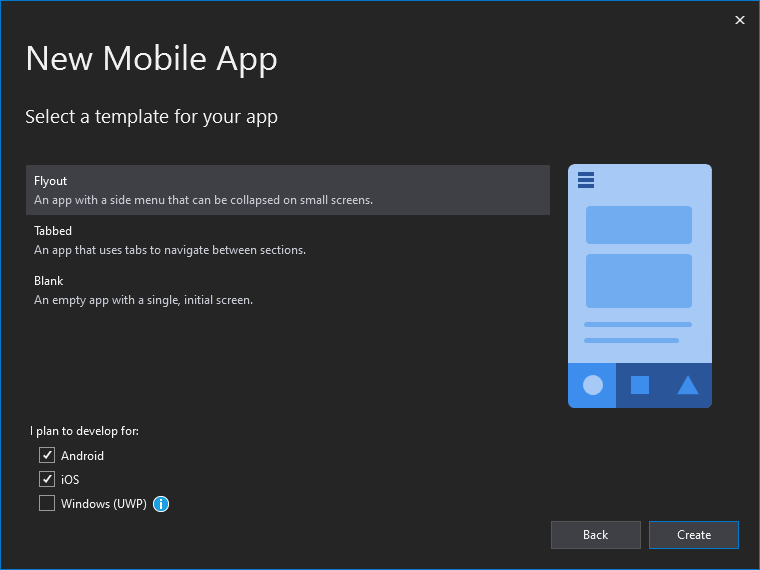 New Mobile App
Select a template for your app
Flyout
An app with a side menu that can be collapsed on small screens.
Tabbed
An app that uses tabs to navigate between sections.
Blank
An empty app with a single, initial screen.
I plan to develop for:
Android
iOS
Windows (UWP)
Back
Create